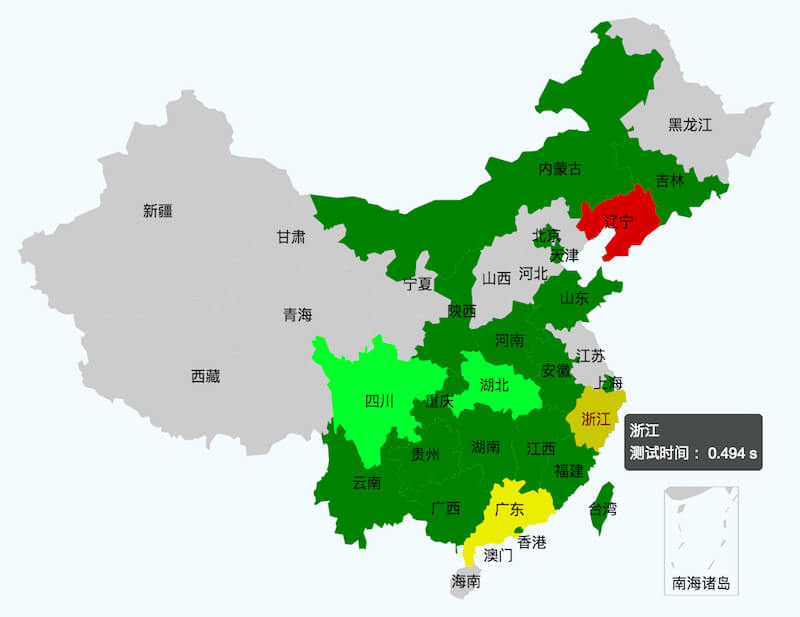 黑龙江
内蒙古
吉林
新疆
辽宁
甘肃
北京
天津
河北
山西
宁夏
山东
陕西
青海
河南
江苏
安徽
西藏
上海
湖北
四川
重庆
浙江
浙江
测试时间： 0.494 s
湖南
江西
贵州
福建
云南
广西
广东
台湾
香港
澳门
海南
南海诸岛